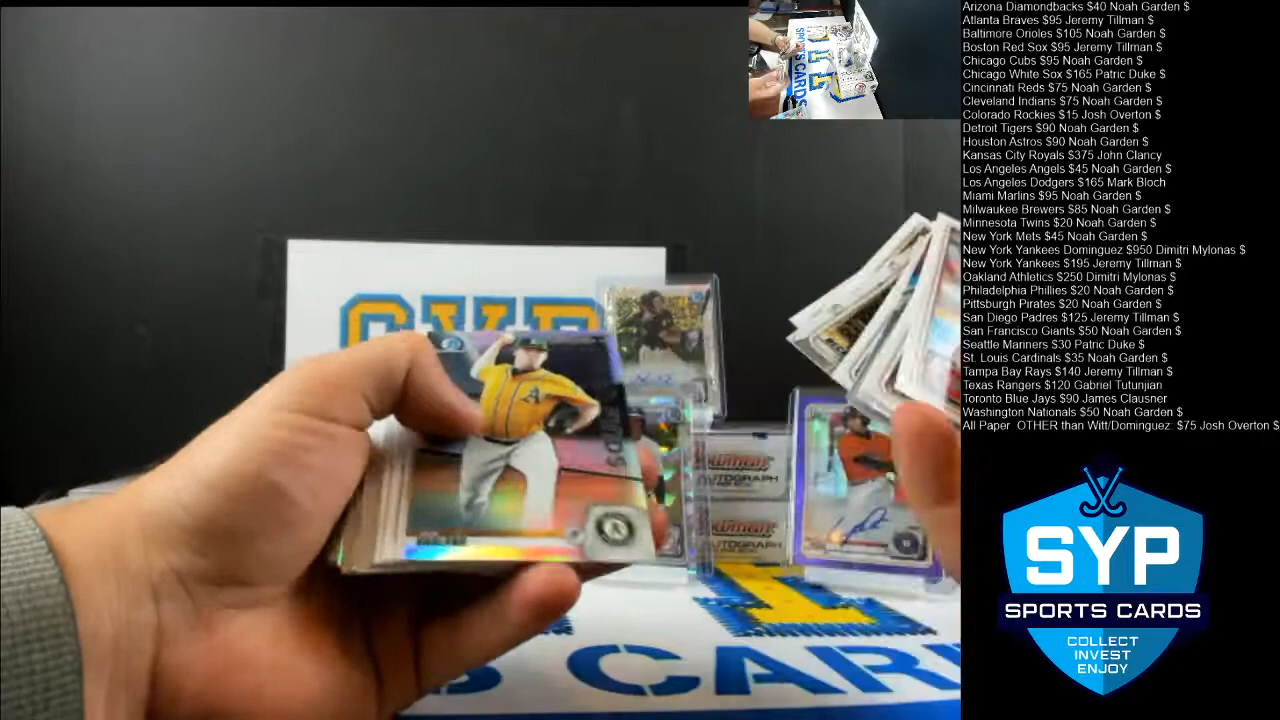 Arizona Diamondbacks $40 Noah Garden $
Atlanta Braves $95 Jeremy Tillman $
Baltimore Orioles $105 Noah Garden $
Boston Red Sox $95 Jeremy Tillman $
Chicago Cubs $95 Noah Garden $
Chicago White Sox $165 Patric Duke $
Cincinnati Reds $75 Noah Garden $
Cleveland Indians $75 Noah Garden $
Colorado Rockies $15 Josh Overton $
Detroit Tigers $90 Noah Garden $
Houston Astros $90 Noah Garden $
Kansas City Royals $375 John Clancy
Los Angeles Angels $45 Noah Garden $
Los Angeles Dodgers $165 Mark Bloch
Miami Marlins $95 Noah Garden $
Milwaukee Brewers $85 Noah Garden $
Minnesota Twins $20 Noah Garden $
New York Mets $45 Noah Garden $
New York Yankees Dominguez $950 Dimitri Mylonas $
New York Yankees $195 Jeremy Tillman $
Oakland Athletics $250 Dimitri Mylonas $
Philadelphia Phillies $20 Noah Garden $
Pittsburgh Pirates $20 Noah Garden $
San Diego Padres $125 Jeremy Tillman $
San Francisco Giants $50 Noah Garden $
Seattle Mariners $30 Patric Duke $
St. Louis Cardinals $35 Noah Garden $
Tampa Bay Rays $140 Jeremy Tillman $
Texas Rangers $120 Gabriel Tutunjian
Toronto Blue Jays $90 James Clausner
Washington Nationals $50 Noah Garden $
All Paper OTHER than Witt/Dominguez: $75 Josh Overton $
SYP
SPORTS CARDS
COLLECT
INVEST
ENJOY
AUTOGRAPH
AUTOGRAPH